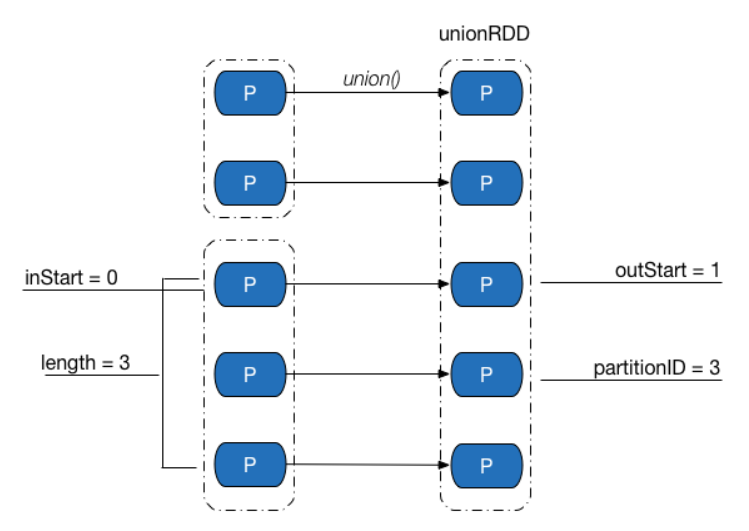 unionRDD
P
union()
P
P
P
inStart = 0
P
P
outStart = 1
length = 3
P
P
partitionID = 3
P
P